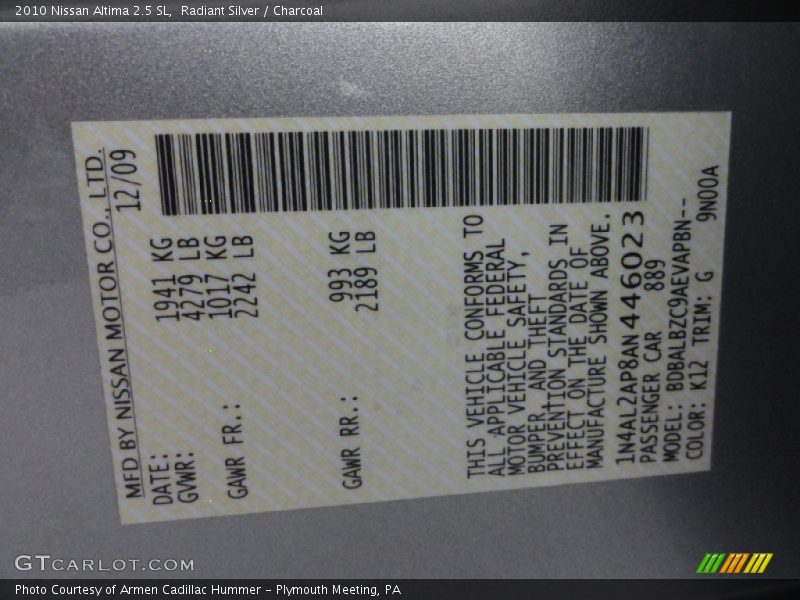 2010 Nissan Altima 2.5 SL,  Radiant Silver / Charcoal
MFD BY NISSAN MOTOR CO., LTD.
DATE: 12/09
GVWR: 1941 KG
4279 LB
GAWR FR.: 1017 KG
2242 LB
GAWR RR.: 993 KG
2189 LB
THIS VEHICLE CONFORMS TO
ALL APPLICABLE FEDERAL
MOTOR VEHICLE SAFETY,
BUMPER, AND THEFT
PREVENTION STANDARDS IN
EFFECT ON THE DATE OF
MANUFACTURE SHOWN ABOVE.
1N4AL2AP8AN446023
PASSENGER CAR 889
MODEL: BDBALBZC9AEVAPBN--
COLOR: K12 TRIM: G 9N00A
GTCARLOT.COM
Photo Courtesy of Armen Cadillac Hummer – Plymouth Meeting, PA